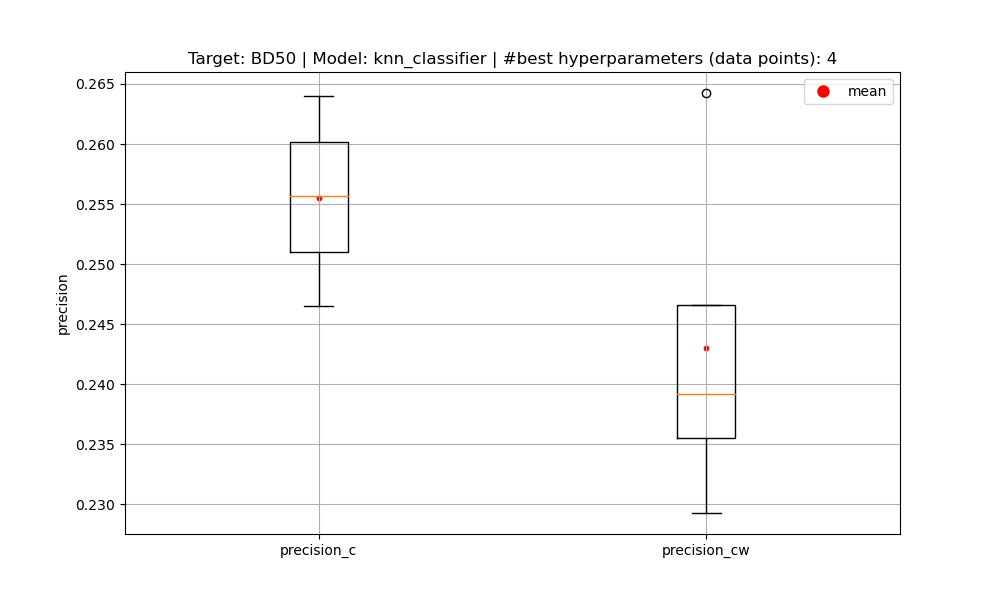 Target: BD50 | Model: knn_classifier | #best hyperparameters (data points): 4
mean
precision
0.265
0.260
0.255
0.250
0.245
0.240
0.235
0.230
precision_c
precision_cw